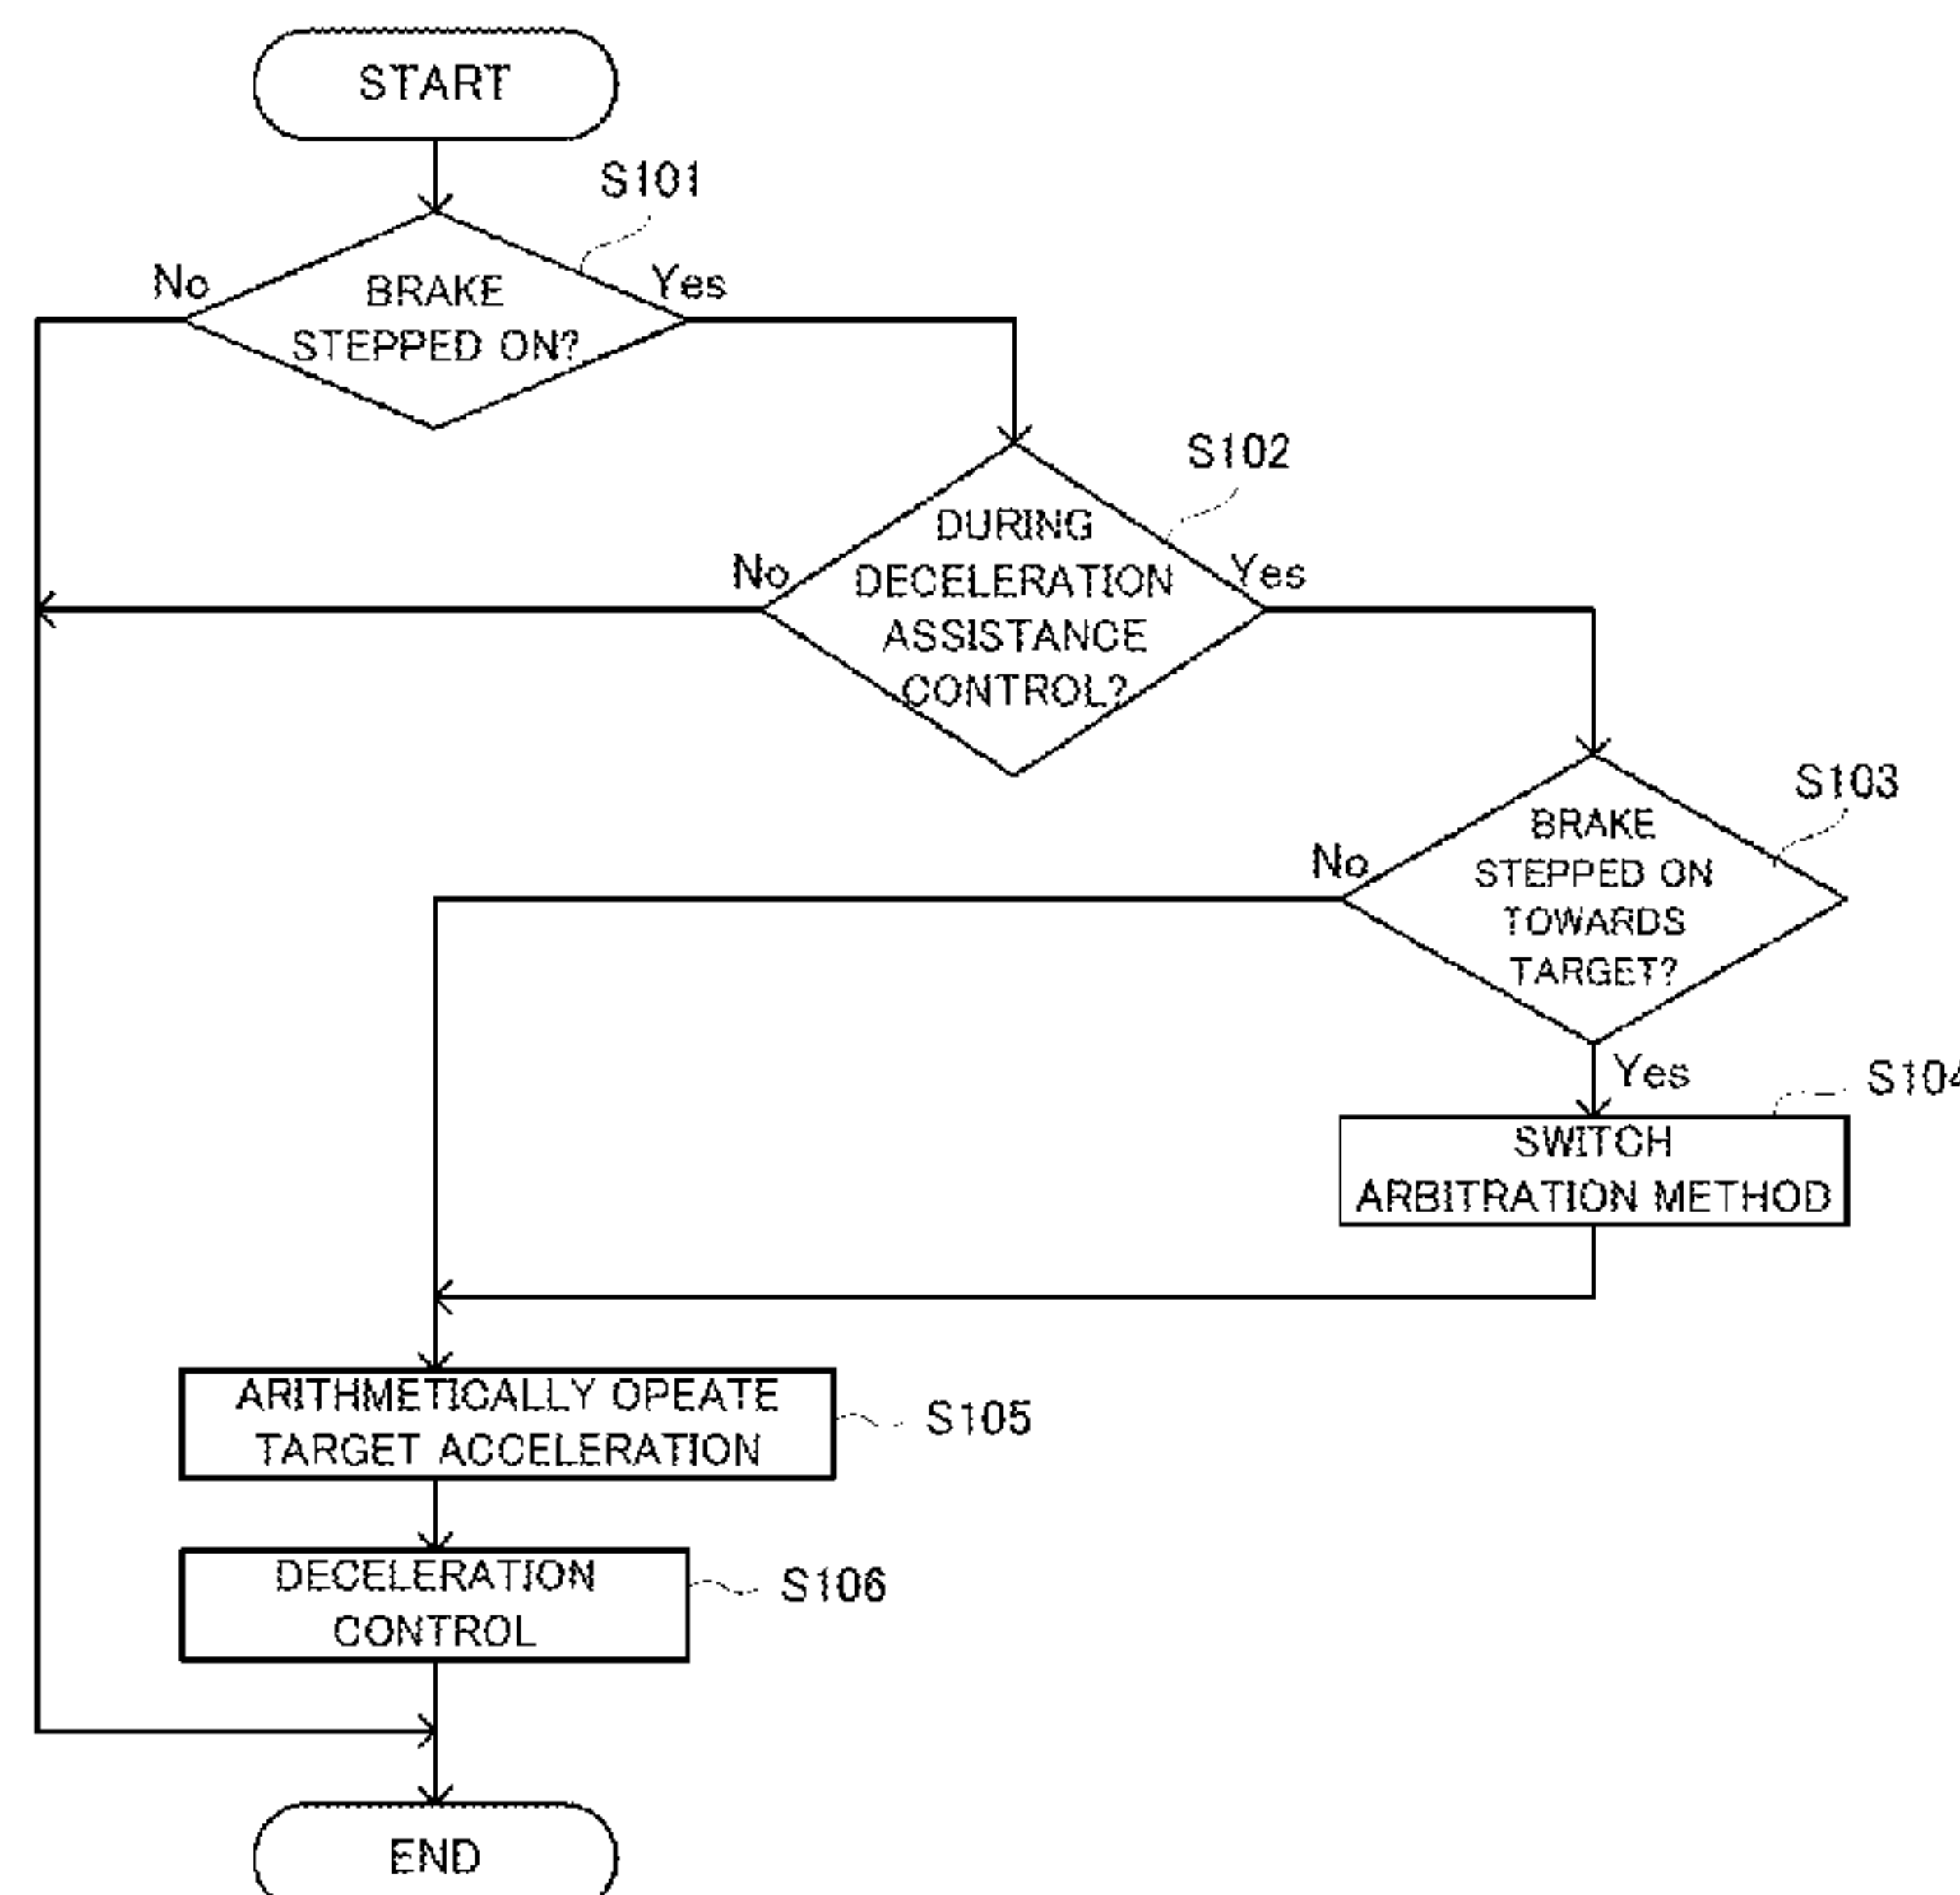 START
S101
No
Yes
BRAKE
STEPPED ON?
S102
No
Yes
DURING
DECELERATION
ASSISTANCE
CONTROL?
S103
No
BRAKE
STEPPED ON
TOWARDS
TARGET?
Yes
S104
SWITCH
ARBITRATION METHOD
ARITHMETICALLY OPEATE
TARGET ACCELERATION
S105
DECELERATION
CONTROL
S106
END